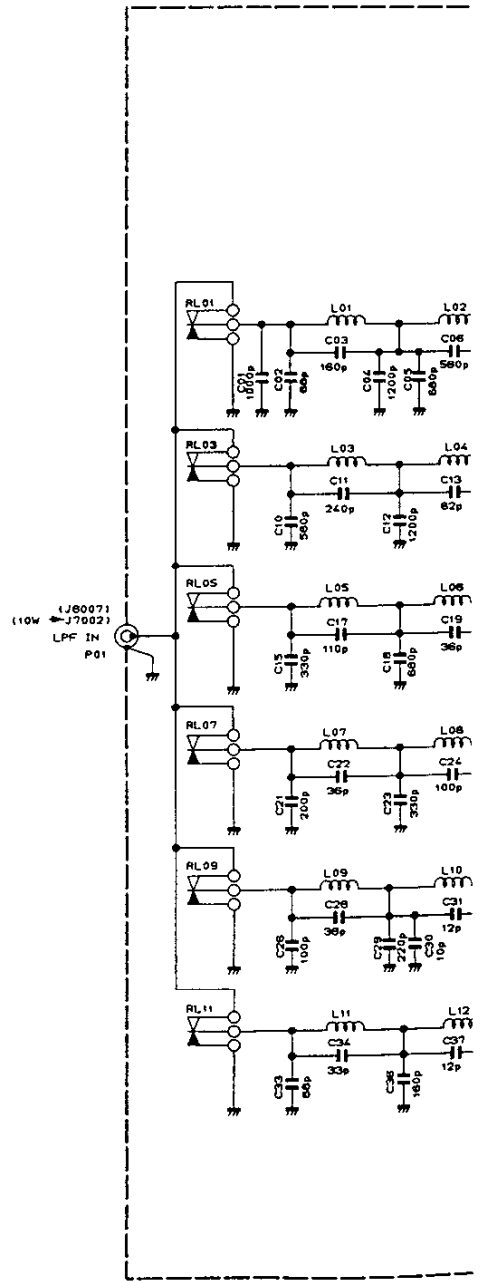 RL01
L01
L02
C03
160p
C06
560p
C01
1000p
C02
68p
C04
1200p
C05
680p
RL03
L03
L04
C11
240p
C13
82p
C10
560p
C12
1200p
(J6007)
(10W →J7002)
LPF IN
P01
RL05
L05
L06
C17
110p
C19
36p
C15
330p
C18
680p
RL07
L07
L08
C22
36p
C24
100p
C21
200p
C23
330p
RL09
L09
L10
C28
36p
C31
12p
C26
100p
C29
220p
C30
10p
RL11
L11
L12
C34
33p
C37
12p
C33
68p
C36
160p